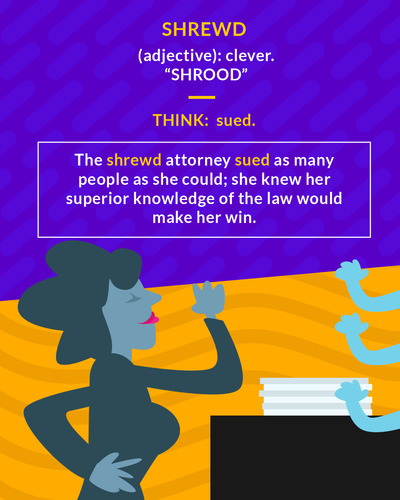 SHREWD
(adjective): clever.
“SHROOD”
THINK: sued.
The shrewd attorney sued as many
people as she could; she knew her
superior knowledge of the law would
make her win.